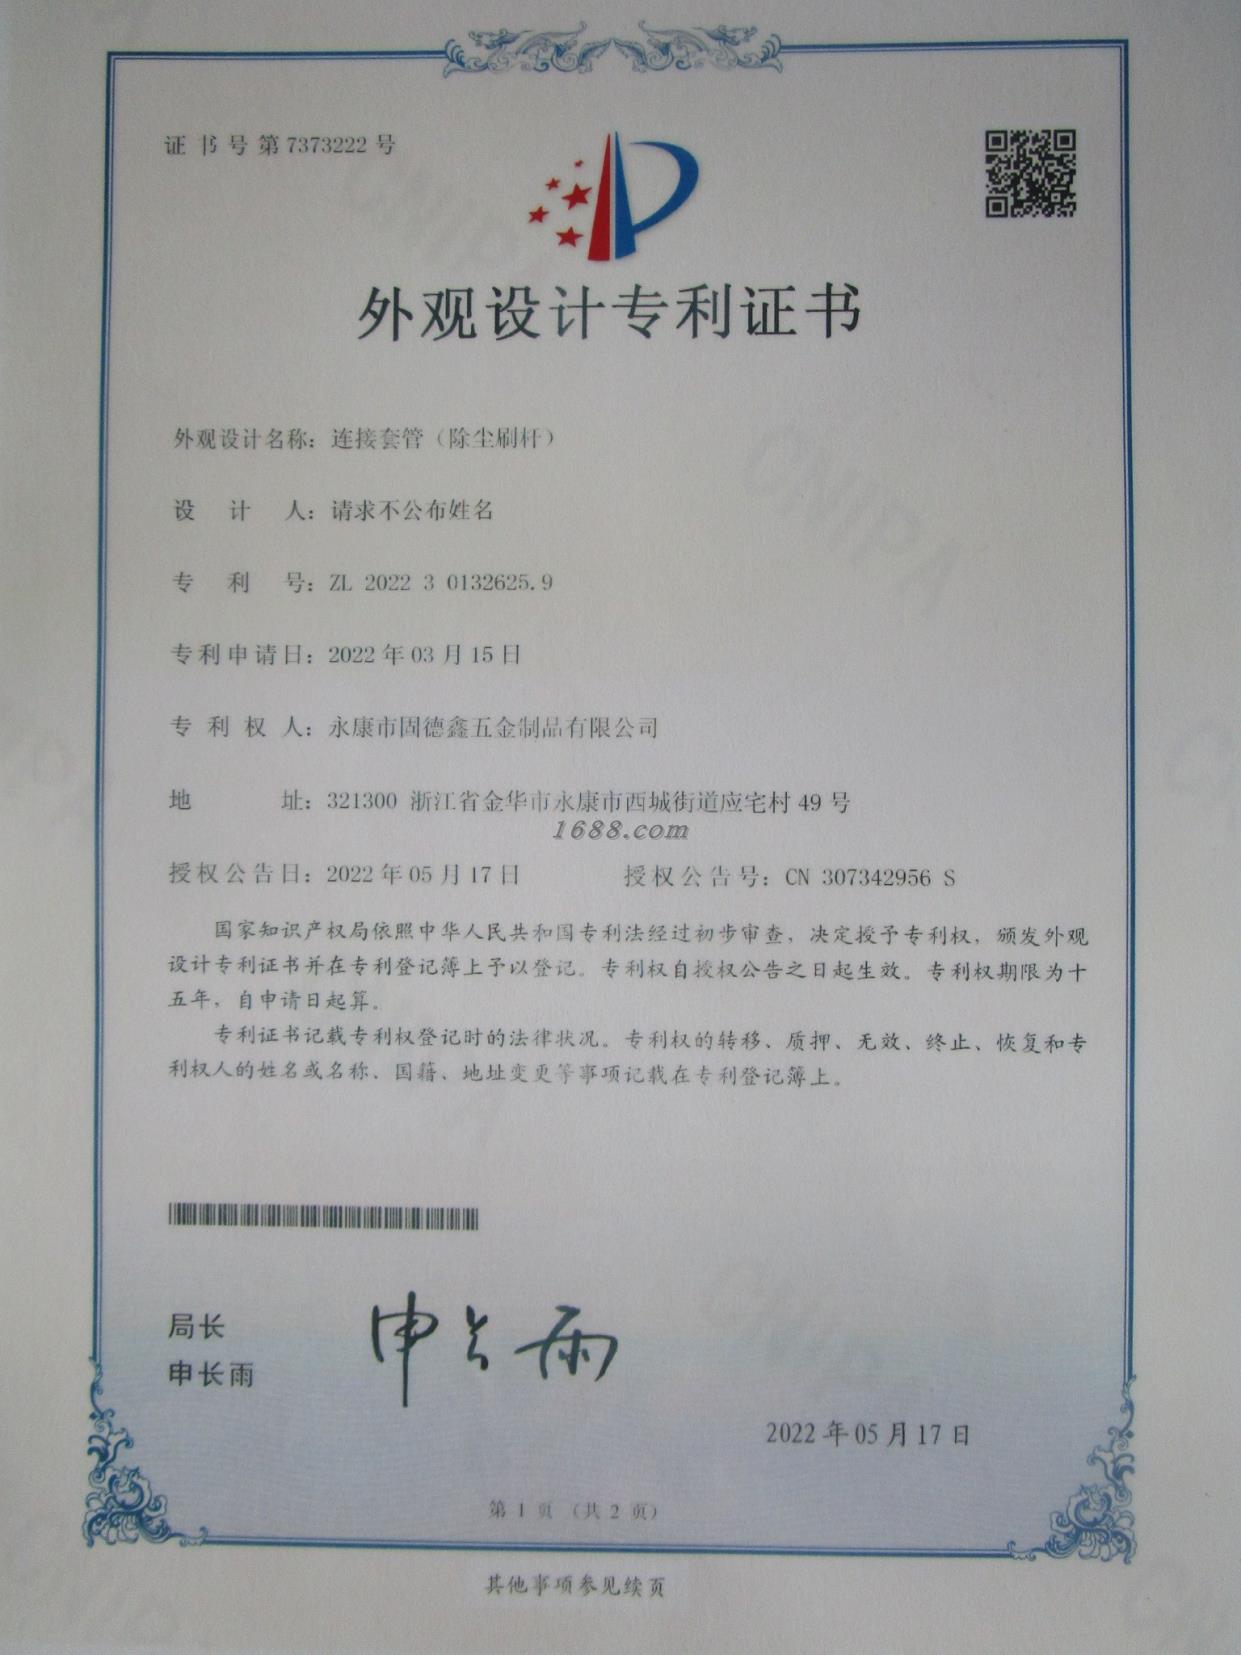 证书号第7373222号
外观设计专利证书
外观设计名称：连接套管（除尘刷杆）
设计人：请求不公布姓名
专利号：ZL 2022 3 0132625.9
专利申请日：2022年03月15日
专利权人：永康市固德鑫五金制品有限公司
地址：321300 浙江省金华市永康市西城街道应宅村49号
1688.com
授权公告日：2022年05月17日 授权公告号：CN 307342956 S
国家知识产权局依照中华人民共和国专利法经过初步审查，决定授予专利权，颁发外观
设计专利证书并在专利登记簿上予以登记。专利权自授权公告之日起生效。专利权期限为十
五年，自申请日起算。
专利证书记载专利权登记时的法律状况。专利权的转移、质押、无效、终止、恢复和专
利权人的姓名或名称、国籍、地址变更等事项记载在专利登记簿上。
局长
申长雨
申长雨
2022年05月17日
第1页（共2页）
其他事项参见续页
CNIPA